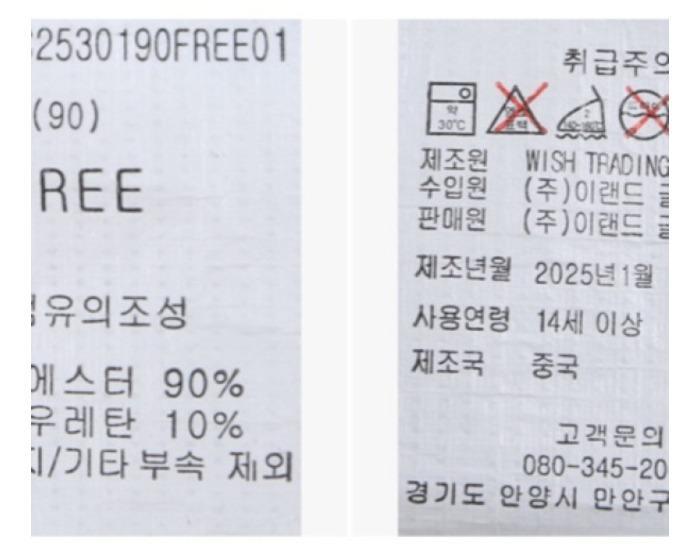 2530190FREE01
(90)
REE
유의조성
에스터 90%
우레탄 10%
/기타 부속 제외
취급주의
약
30℃
제조원 WISH TRADING
수입원 (주)이랜드
판매원 (주)이랜드
제조년월 2025년1월
사용연령 14세 이상
제조국 중국
고객문의
080-345-20
경기도 안양시 만안구